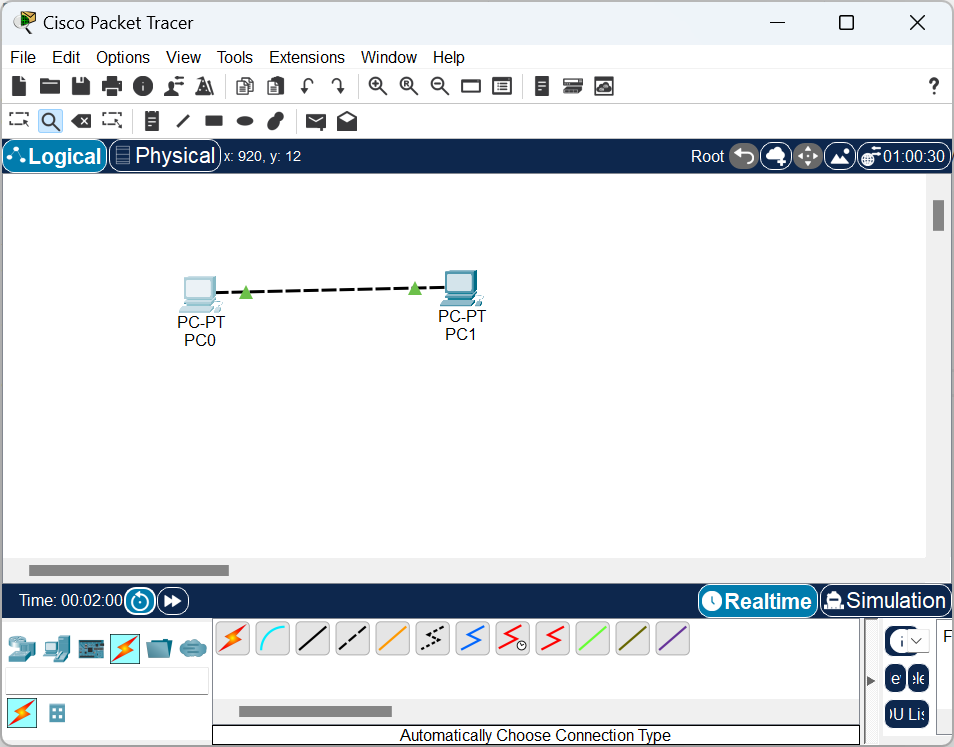 Cisco Packet Tracer
File Edit Options View Tools Extensions Window Help
?
Logical Physical x: 920, y: 12 Root 01:00:30
PC-PT
PC0
PC-PT
PC1
Time: 00:02:00 Realtime Simulation
i F
Automatically Choose Connection Type